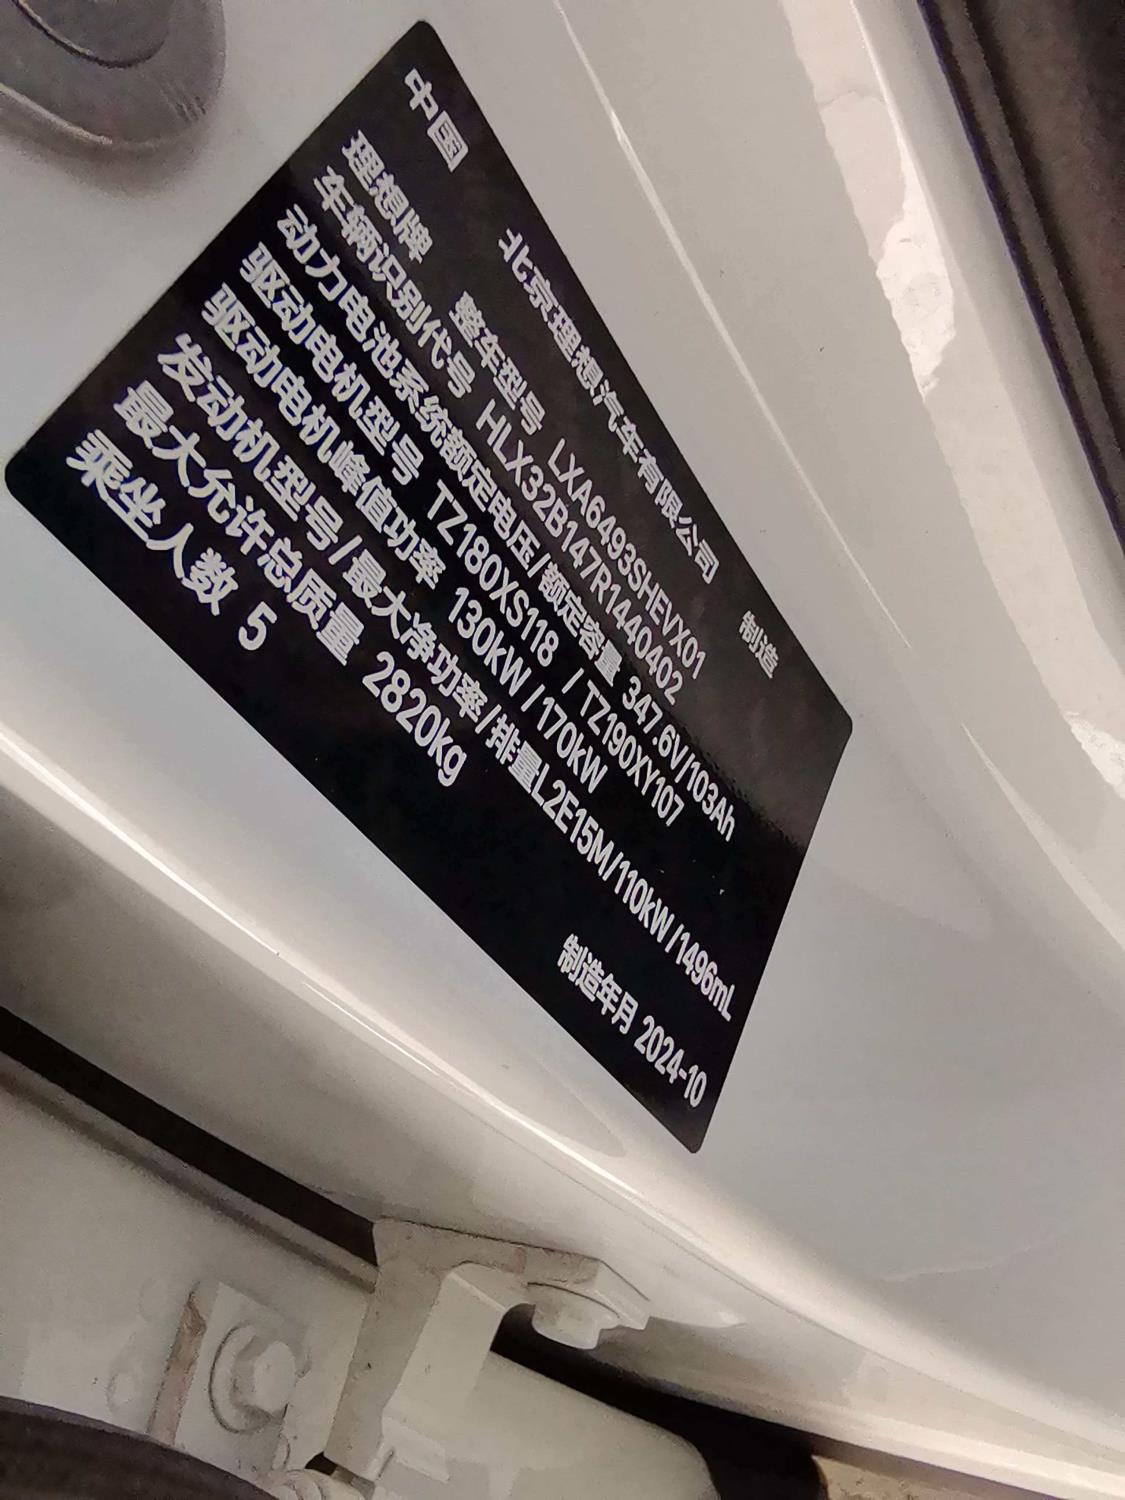 中国 北京理想汽车有限公司 制造
理想牌 整车型号 LXA6493SHEVX01
车辆识别代号 HLX32B147R1440402
动力电池系统额定电压/额定容量 347.6V/103Ah
驱动电机型号 TZ180XS118 / TZ190XY107
驱动电机峰值功率 130kW / 170kW
发动机型号/最大净功率/排量L2E15M/110kW/1496mL
最大允许总质量 2820kg
乘坐人数 5 制造年月 2024-10